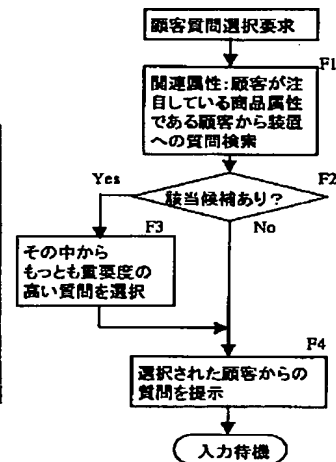 顧客質問選択要求
F1
関連属性:顧客が注
目している商品属性
である顧客から装置
への質問検索
F2
該当候補あり?
Yes
No
F3
その中から
もっとも重要度の
高い質問を選択
F4
選択された顧客からの
質問を提示
入力待機